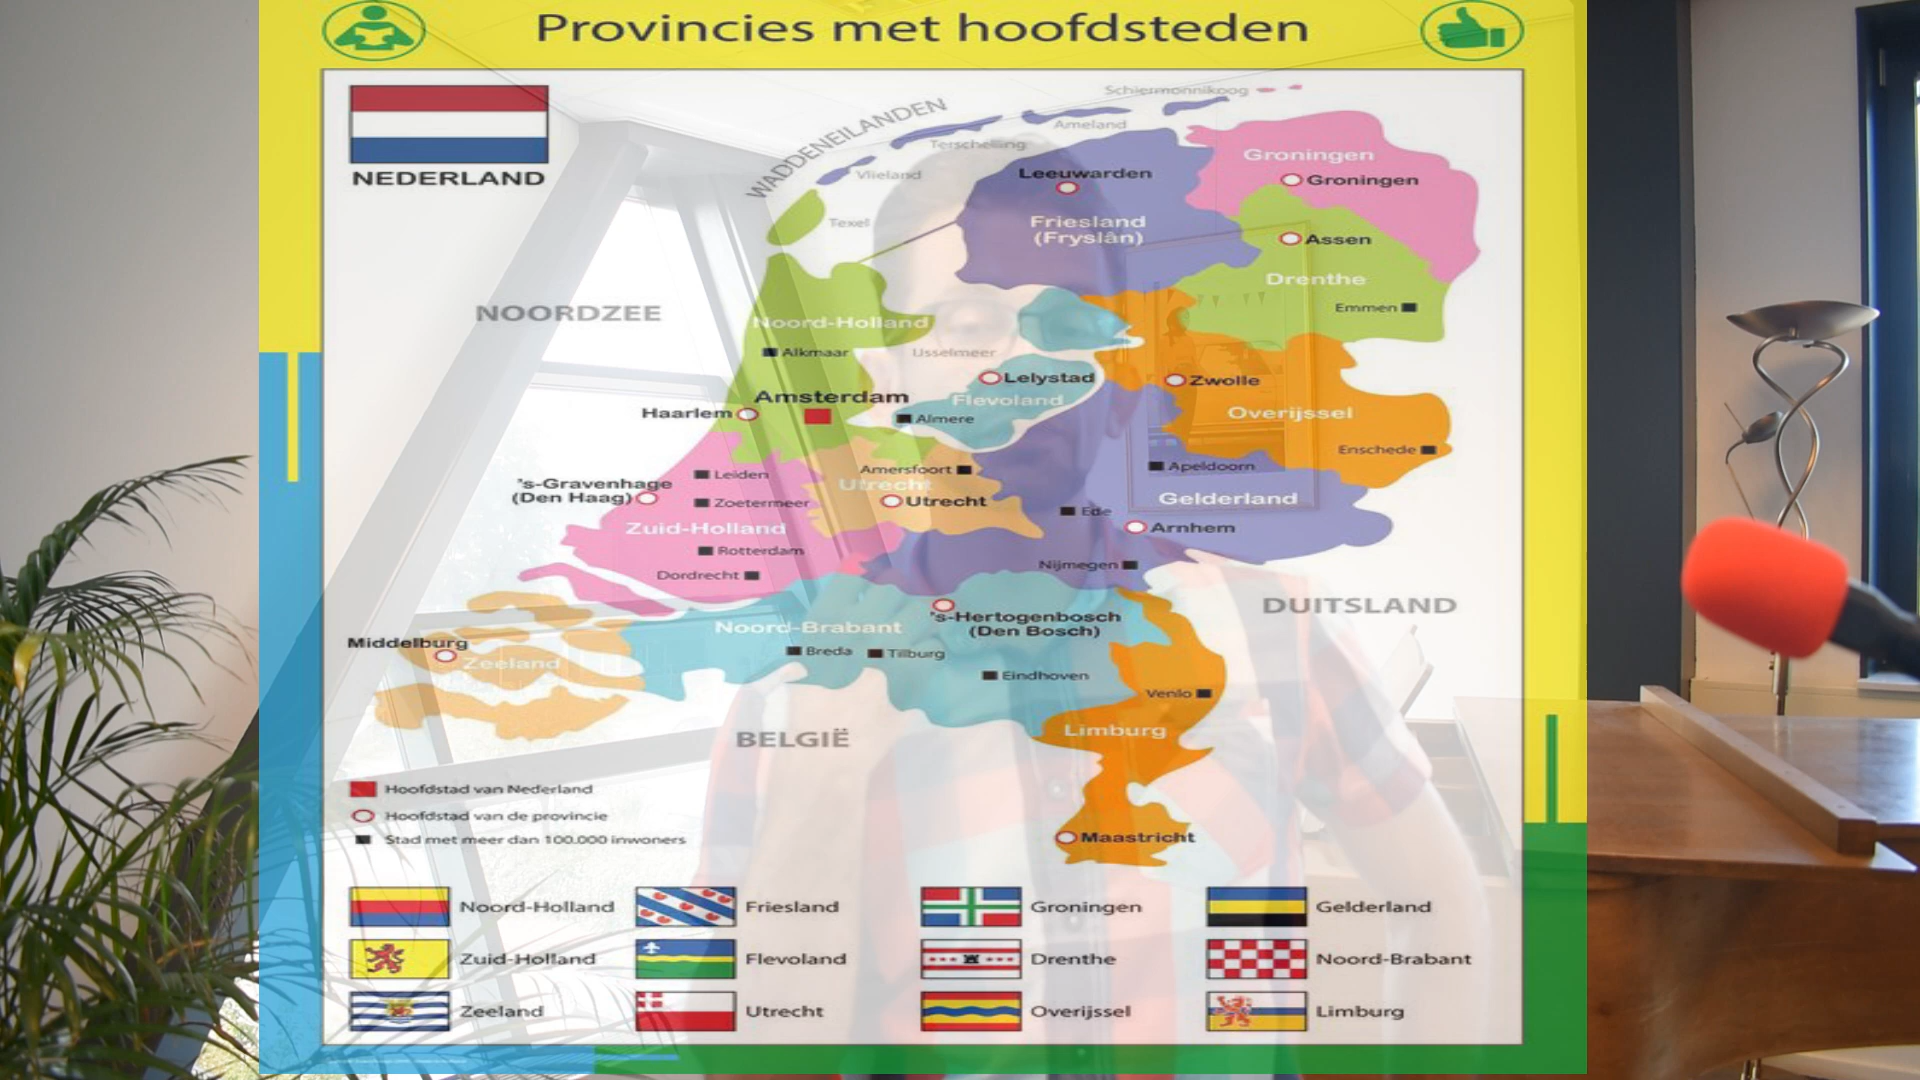 Provincies met hoofdsteden
NEDERLAND
WADDENEILANDEN
Schiermonnikoog
Ameland
Terschelling
Vlieland
Texel
Groningen
Groningen
Leeuwarden
Friesland
(Fryslân)
Assen
Drenthe
Emmen
NOORDZEE
Noord-Holland
Alkmaar
IJsselmeer
Lelystad
Flevoland
Zwolle
Amsterdam
Haarlem
Almere
Overijssel
Enschede
Amersfoort
Apeldoorn
Leiden
's-Gravenhage
(Den Haag)
Utrecht
Utrecht
Zoetermeer
Gelderland
Ede
Zuid-Holland
Arnhem
Rotterdam
Nijmegen
Dordrecht
DUITSLAND
's-Hertogenbosch
(Den Bosch)
Noord-Brabant
Middelburg
Zeeland
Breda
Tilburg
Eindhoven
Venlo
BELGIË
Limburg
Maastricht
Hoofdstad van Nederland
Hoofdstad van de provincie
Stad met meer dan 100.000 inwoners
Noord-Holland
Friesland
Groningen
Gelderland
Zuid-Holland
Flevoland
Drenthe
Noord-Brabant
Zeeland
Utrecht
Overijssel
Limburg